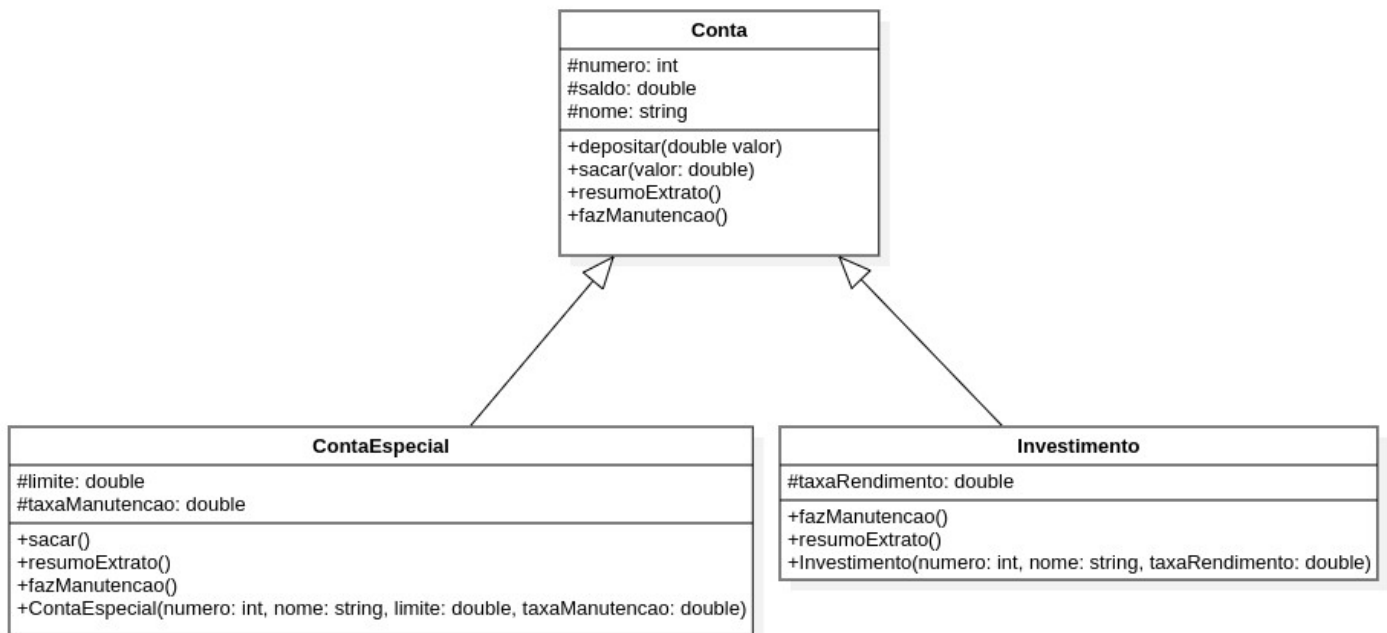 Conta
#numero: int
#saldo: double
#nome: string
+depositar(double valor)
+sacar(valor: double)
+resumoExtrato()
+fazManutencao()
ContaEspecial
#limite: double
#taxaManutencao: double
+sacar()
+resumoExtrato()
+fazManutencao()
+ContaEspecial(numero: int, nome: string, limite: double, taxaManutencao: double)
Investimento
#taxaRendimento: double
+fazManutencao()
+resumoExtrato()
+Investimento(numero: int, nome: string, taxaRendimento: double)